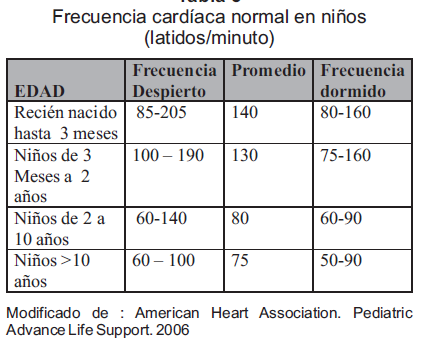 Frecuencia cardíaca normal en niños
(latidos/minuto)
EDAD Frecuencia Despierto Promedio Frecuencia dormido
Recién nacido hasta 3 meses 85-205 140 80-160
Niños de 3 Meses a 2 años 100 – 190 130 75-160
Niños de 2 a 10 años 60-140 80 60-90
Niños >10 años 60 – 100 75 50-90
Modificado de : American Heart Association. Pediatric
Advance Life Support. 2006